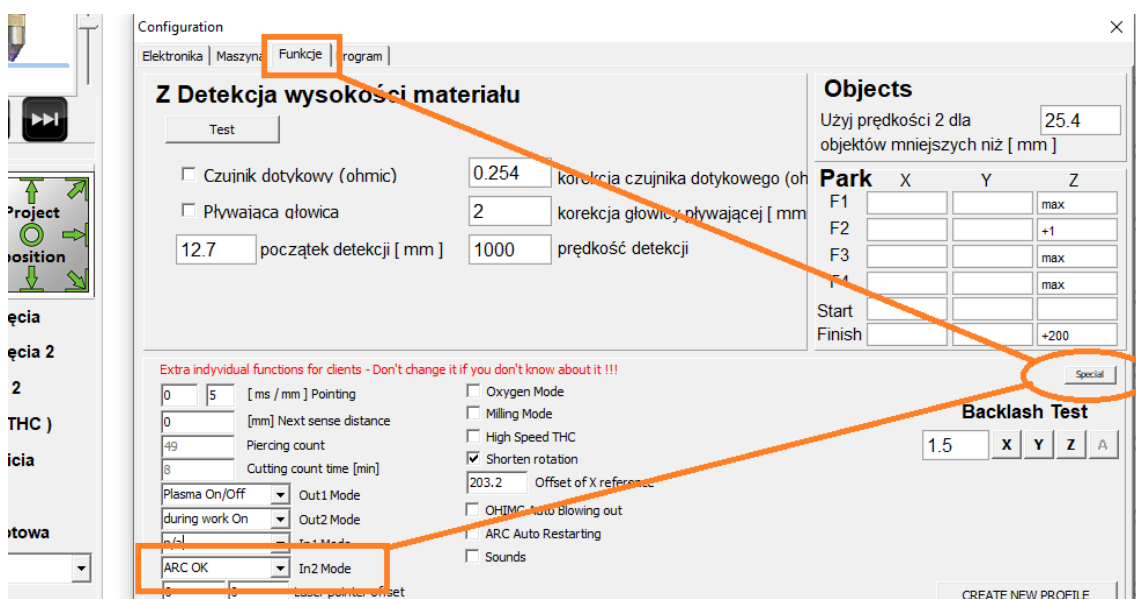 Configuration
Elektronika Maszyna Funkcje Program
Z Detekcja wysokości materiału
Test
Czujnik dotykowy (ohmic) 0.254 korekcja czujnika dotykowego (oh
Pływająca głowica 2 korekcja głowicy pływającej [ mm
12.7 początek detekcji [ mm ] 1000 prędkość detekcji
Objects
Użyj prędkości 2 dla 25.4
objektów mniejszych niż [ mm ]
Park X Y Z
F1 max
F2 +1
F3 max
F4 max
Start
Finish +200
Project
osition
ęcia
ęcia 2
2
THC )
icia
otowa
Extra indyvidual functions for clients - Don't change it if you don't know about it !!!
Special
0 5 [ ms / mm ] Pointing
0 [mm] Next sense distance
49 Piercing count
8 Cutting count time [min]
Plasma On/Off Out1 Mode
during work On Out2 Mode
n/a In1 Mode
ARC OK In2 Mode
0 0 Laser pointer offset
Oxygen Mode
Milling Mode
High Speed THC
Shorten rotation
203.2 Offset of X reference
OHIMC Auto Blowing out
ARC Auto Restarting
Sounds
Backlash Test
1.5 X Y Z A
CREATE NEW PROFILE